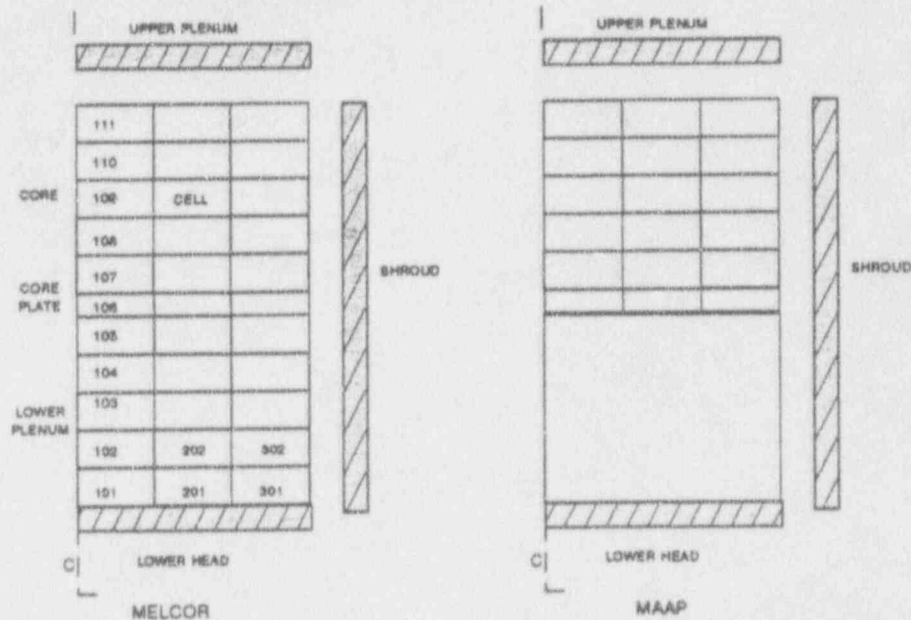 UPPER PLENUM
111
110
CORE 109 CELL
108
CORE PLATE
107
106
105
104
103
LOWER PLENUM
102 202 302
101 201 301
SHROUD
LOWER HEAD
C
MELCOR
UPPER PLENUM
SHROUD
LOWER HEAD
C
MAAP